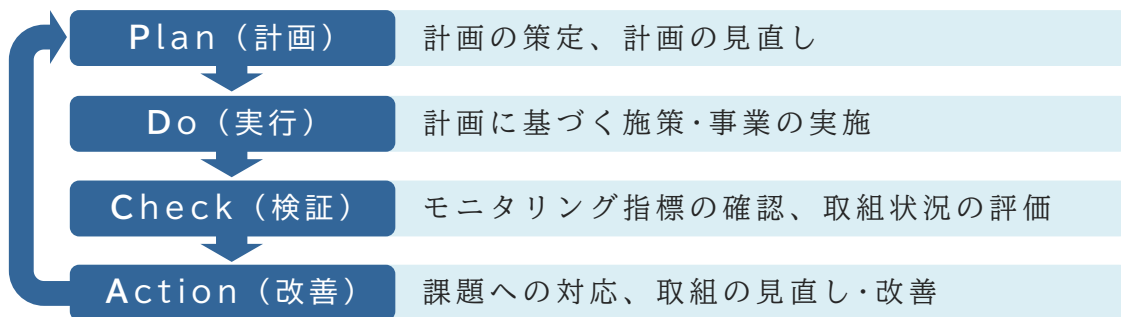 Plan（計画） 計画の策定、計画の見直し
Do（実行） 計画に基づく施策･事業の実施
Check（検証） モニタリング指標の確認、取組状況の評価
Action（改善） 課題への対応、取組の見直し･改善